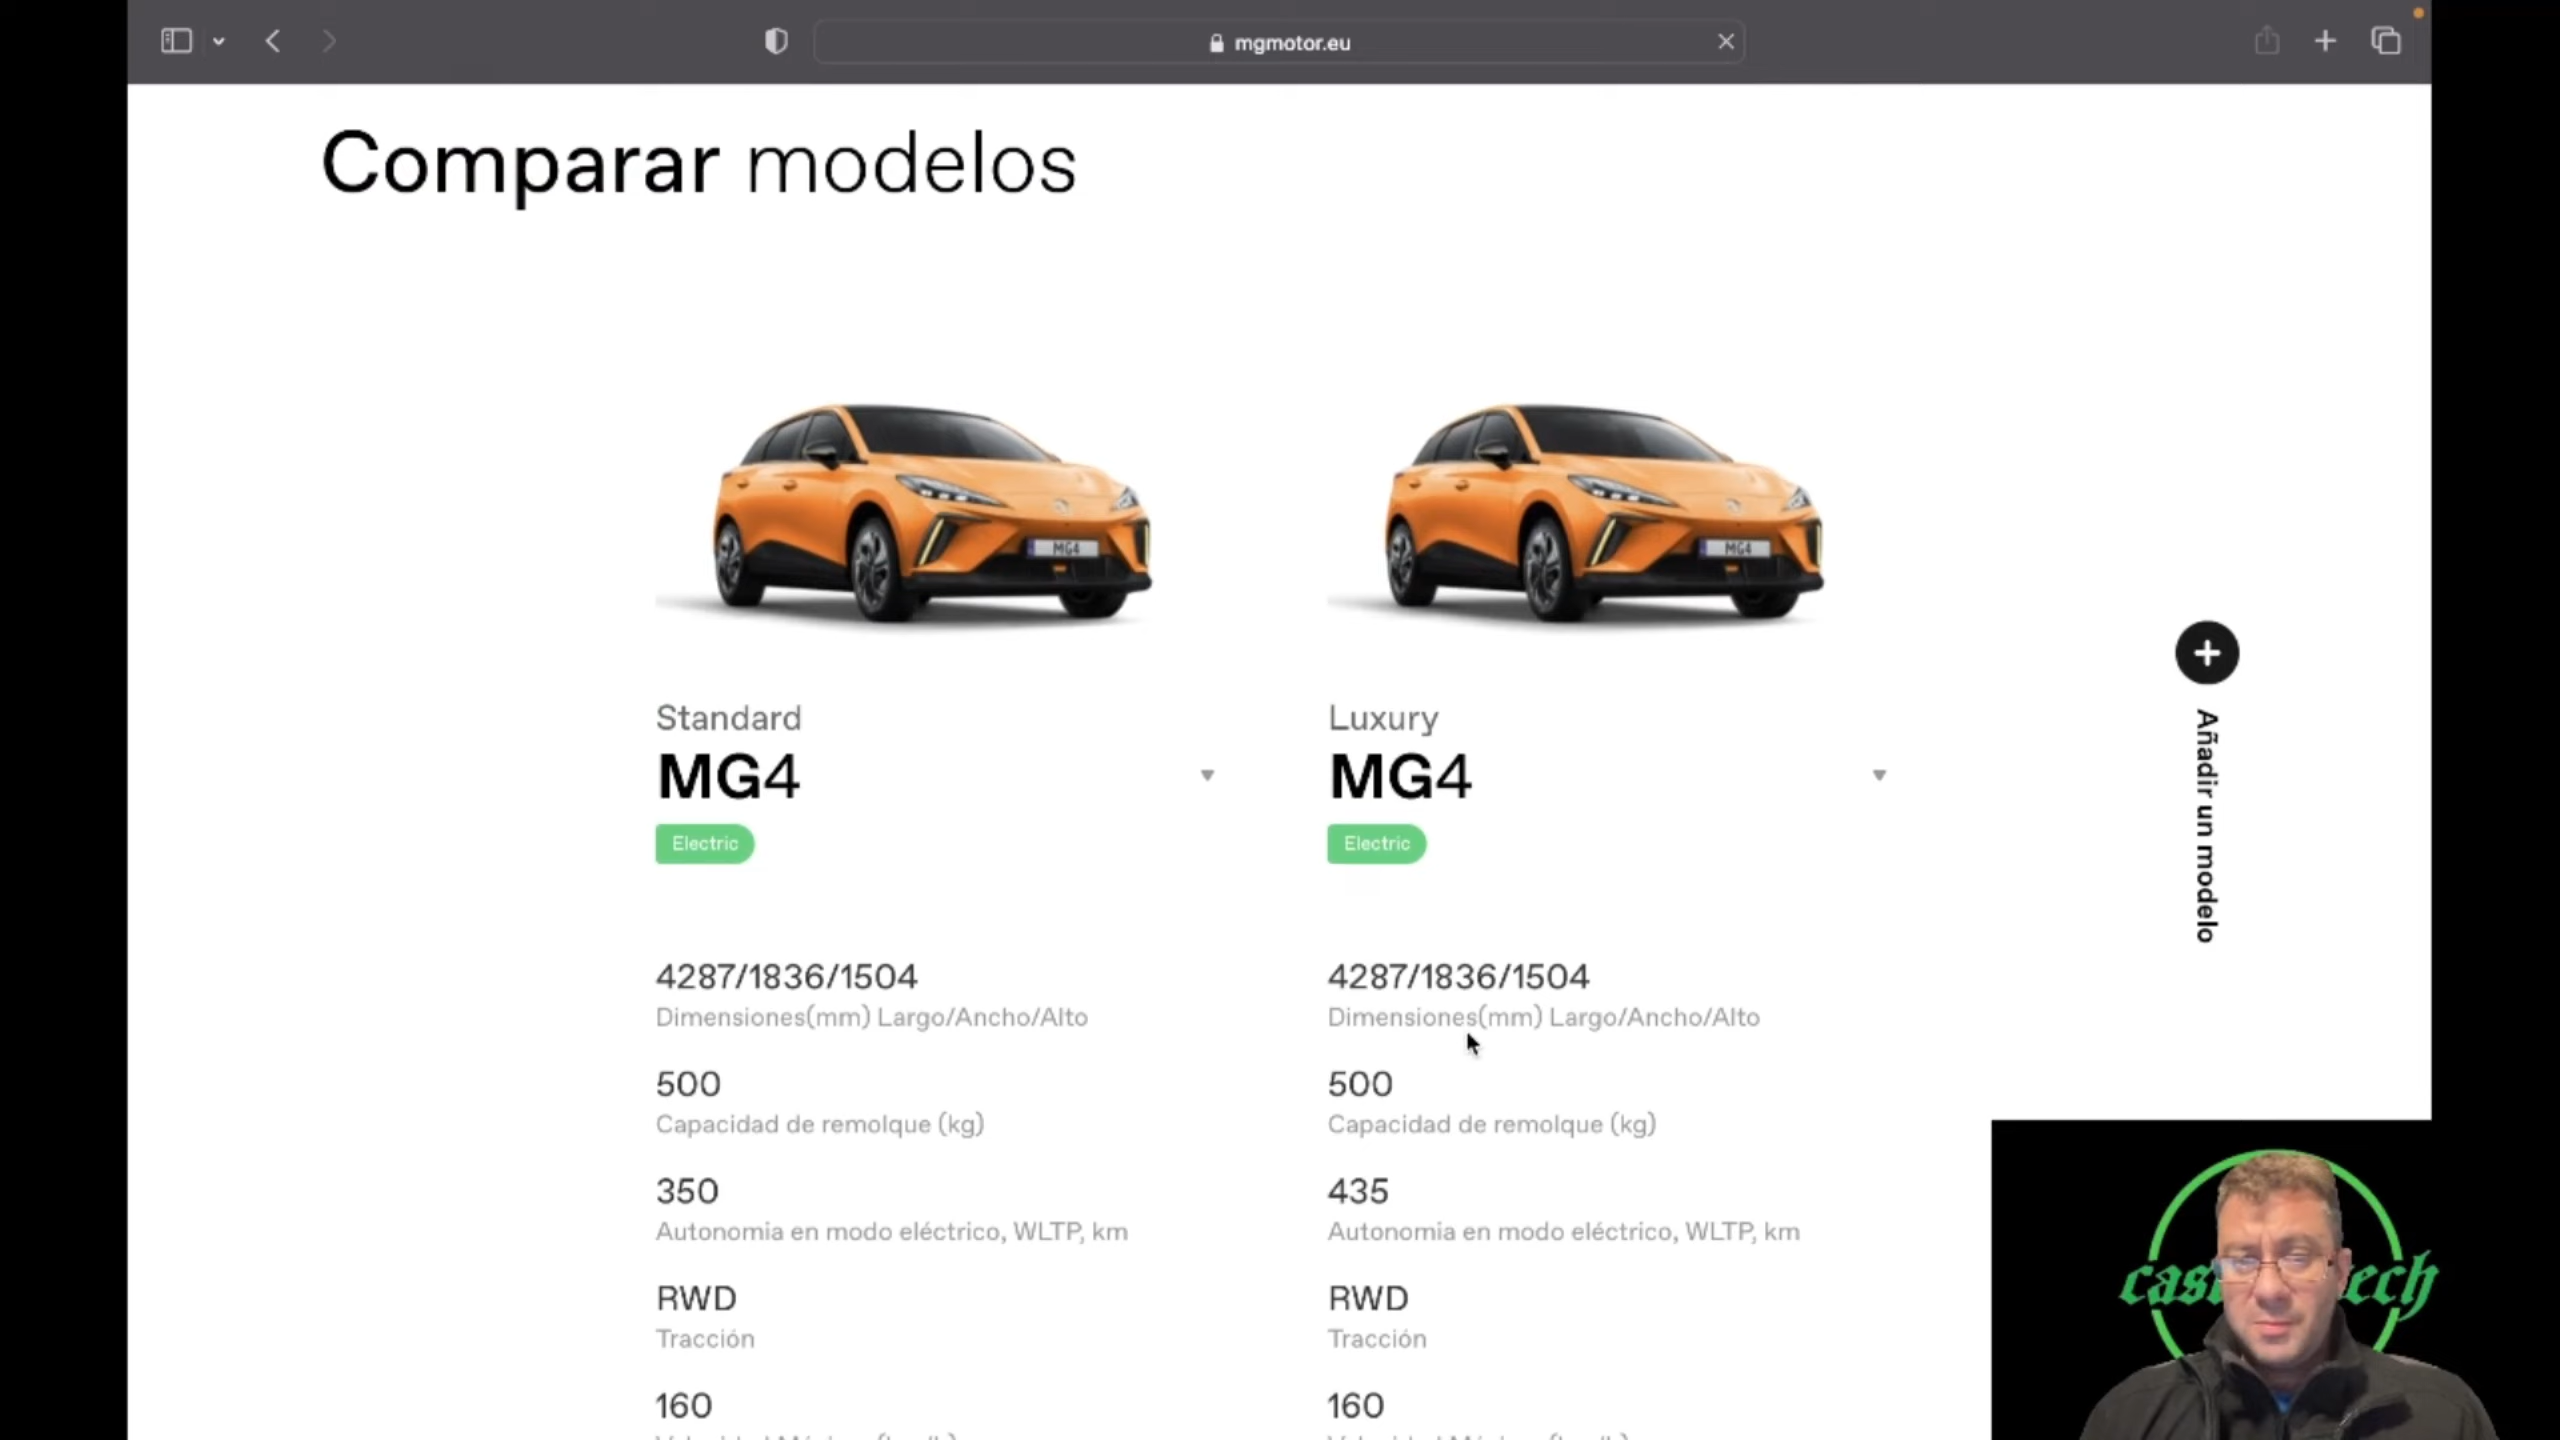 mgmotor.eu
Comparar modelos
MG4
MG4
Standard
MG4
Electric
Luxury
MG4
Electric
Añadir un modelo
4287/1836/1504
Dimensiones(mm) Largo/Ancho/Alto
4287/1836/1504
Dimensiones(mm) Largo/Ancho/Alto
500
Capacidad de remolque (kg)
500
Capacidad de remolque (kg)
350
Autonomia en modo eléctrico, WLTP, km
435
Autonomia en modo eléctrico, WLTP, km
RWD
Tracción
RWD
Tracción
160
160